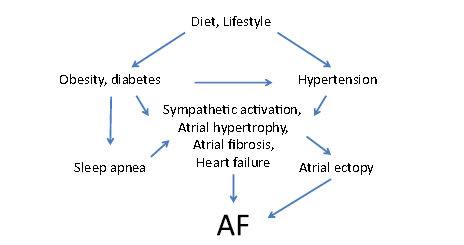 Diet, Lifestyle
Obesity, diabetes
Hypertension
Sympathetic activation,
Atrial hypertrophy,
Atrial fibrosis,
Heart failure
Sleep apnea
Atrial ectopy
AF